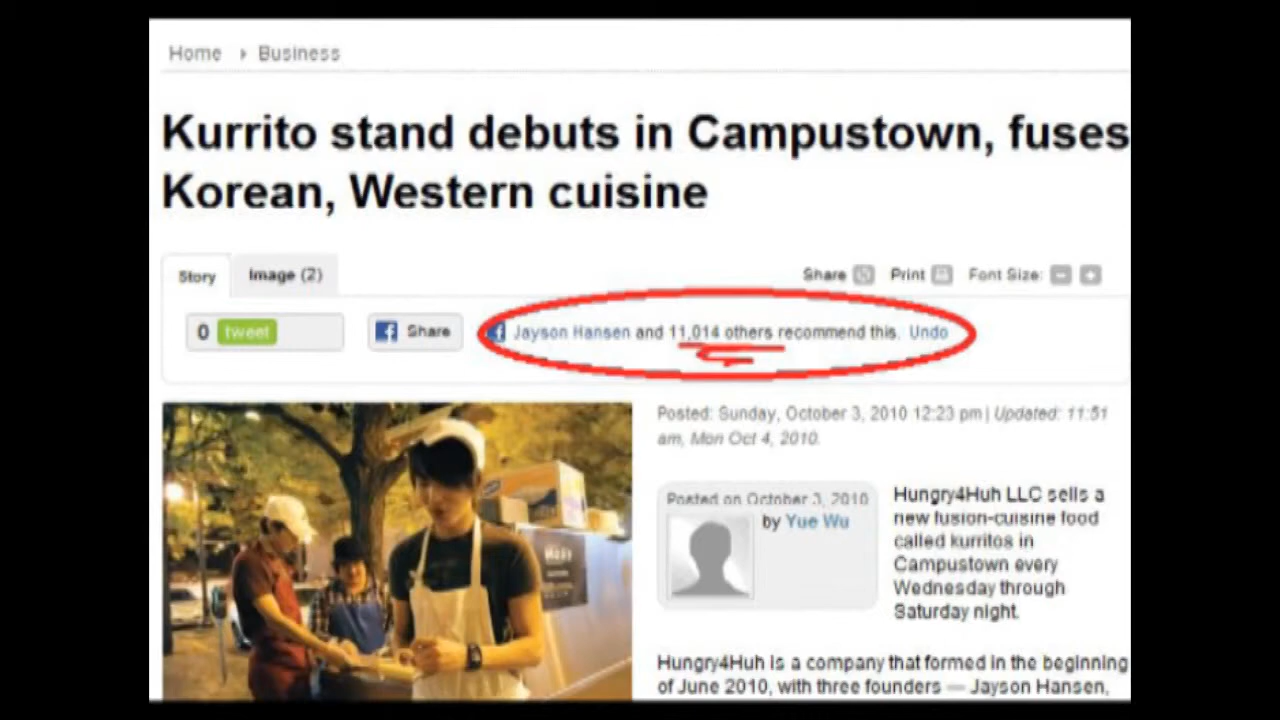 Home Business
Kurrito stand debuts in Campustown, fuses
Korean, Western cuisine
Story Image (2) Share Print Font Size: - +
0 tweet Share Jayson Hansen and 11,014 others recommend this. Undo
Posted: Sunday, October 3, 2010 12:23 pm | Updated: 11:51
am, Mon Oct 4, 2010.
Posted on October 3, 2010
by Yue Wu
Hungry4Huh LLC sells a
new fusion-cuisine food
called kurritos in
Campustown every
Wednesday through
Saturday night.
Hungry4Huh is a company that formed in the beginning
of June 2010, with three founders — Jayson Hansen,